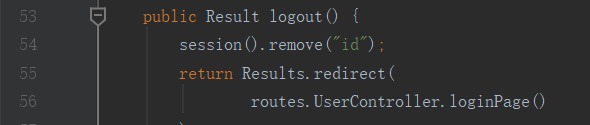 53 public Result logout() {
54 session().remove("id");
55 return Results.redirect(
56 routes.UserController.loginPage()